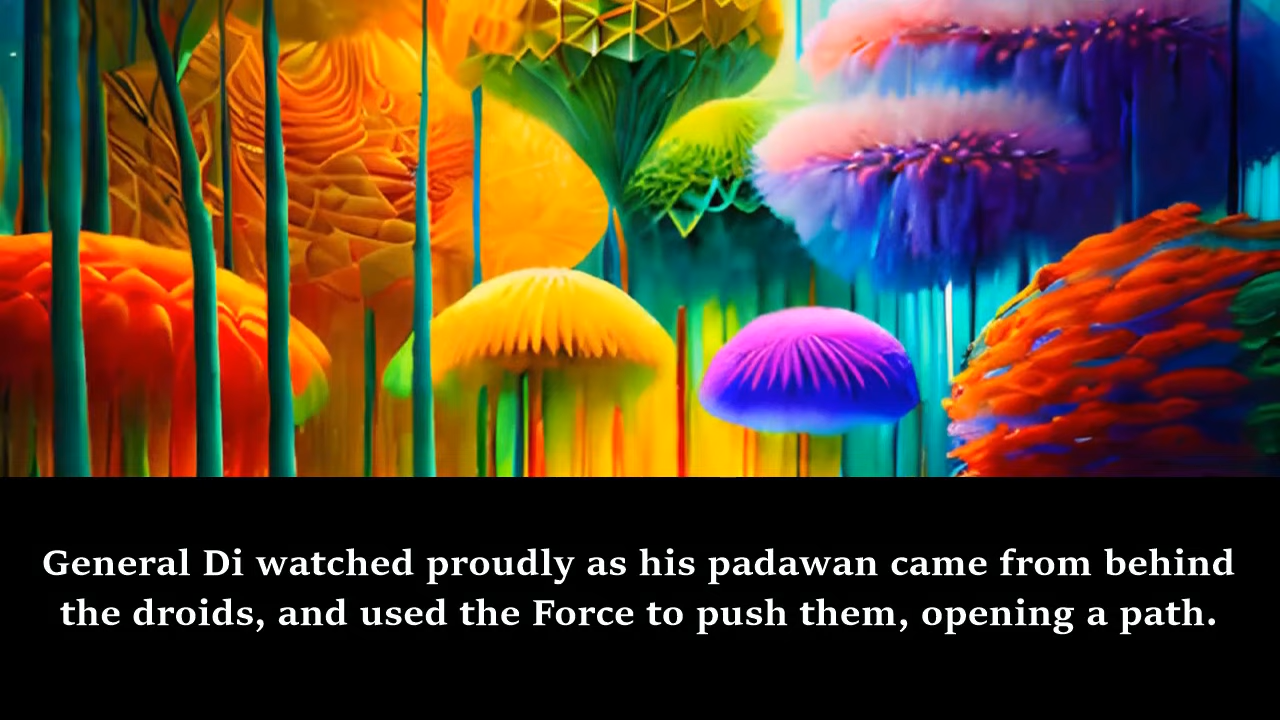 General Di watched proudly as his padawan came from behind
the droids, and used the Force to push them, opening a path.